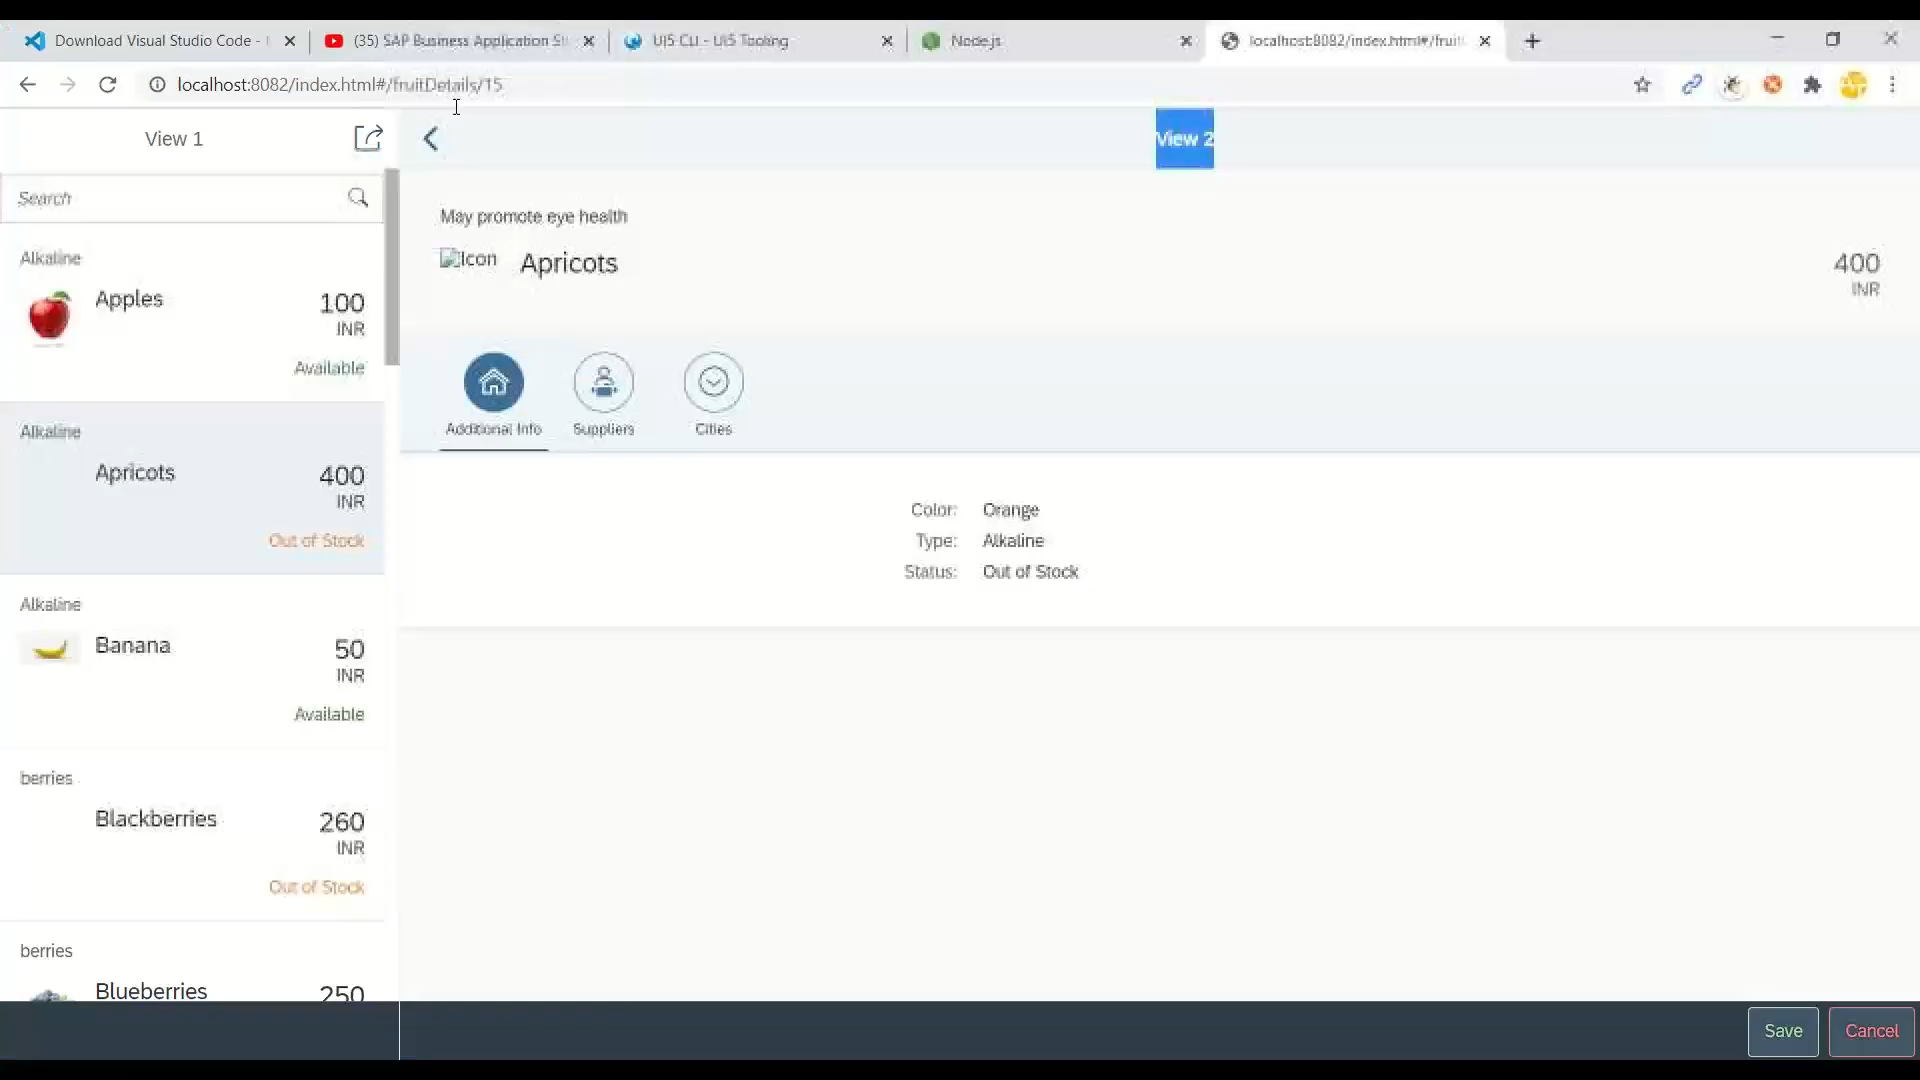 Download Visual Studio Code -
(35) SAP Business Application St
UI5 CLI - UI5 Tooling
Node.js
localhost:8082/index.html#/fruit
localhost:8082/index.html#/fruitDetails/15
View 1
View 2
Search
Alkaline
Apples
100
INR
Available
Alkaline
Apricots
400
INR
Out of Stock
Alkaline
Banana
50
INR
Available
berries
Blackberries
260
INR
Out of Stock
berries
Blueberries
250
May promote eye health
Icon
Apricots
400
INR
Additional Info
Suppliers
Cities
Color: Orange
Type: Alkaline
Status: Out of Stock
Save
Cancel